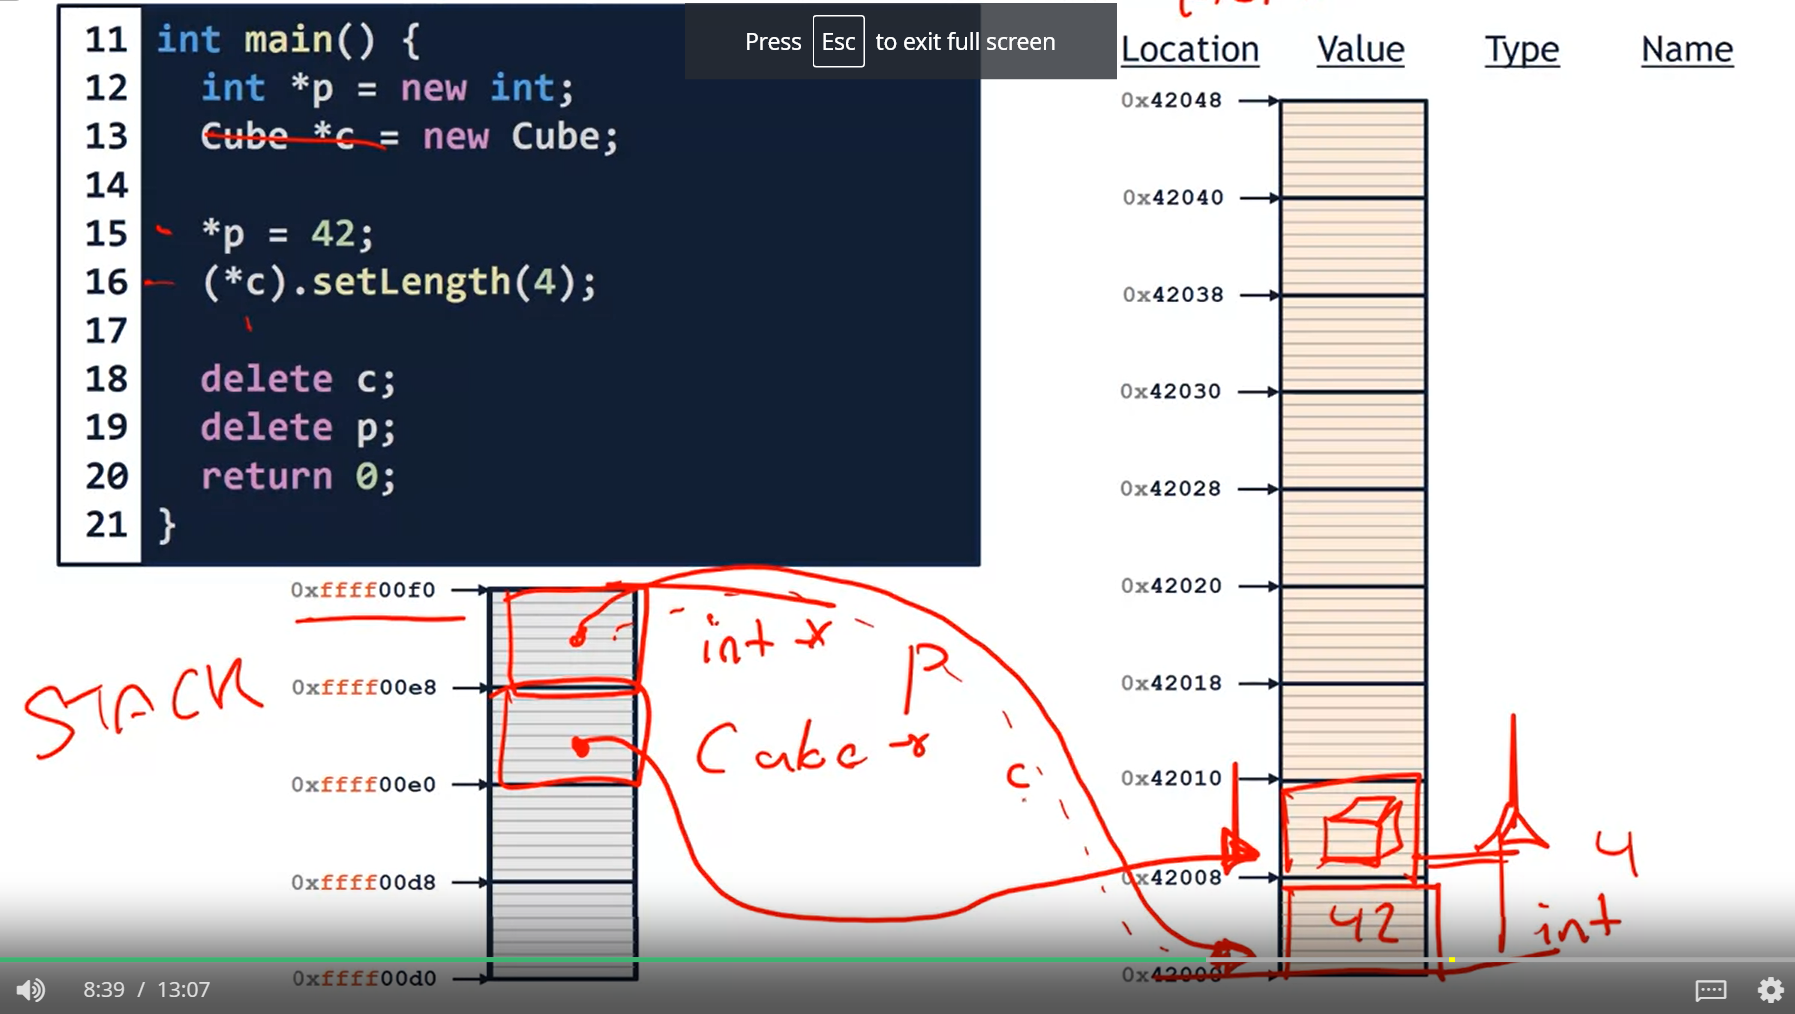 Press Esc to exit full screen
11 int main() {
12 int *p = new int;
13 Cube *c = new Cube;
14
15 *p = 42;
16 (*c).setLength(4);
17
18 delete c;
19 delete p;
20 return 0;
21 }
Location Value Type Name
0x42048
0x42040
0x42038
0x42030
0x42028
0x42020
0x42018
0x42010
0x42008
0x42000
4
42 int
STACK
0xffff00f0
0xffff00e8
0xffff00e0
0xffff00d8
0xffff00d0
int * p
Cube * c
8:39 / 13:07